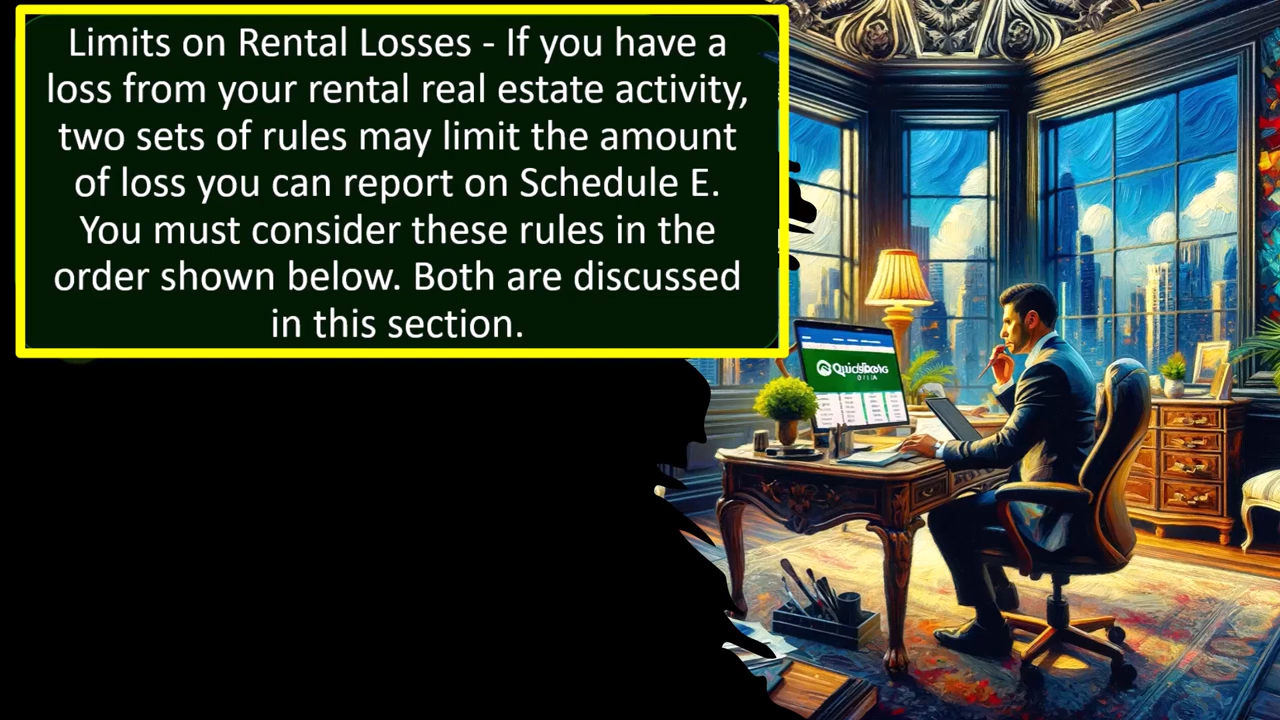 Limits on Rental Losses - If you have a
loss from your rental real estate activity,
two sets of rules may limit the amount
of loss you can report on Schedule E.
You must consider these rules in the
order shown below. Both are discussed
in this section.